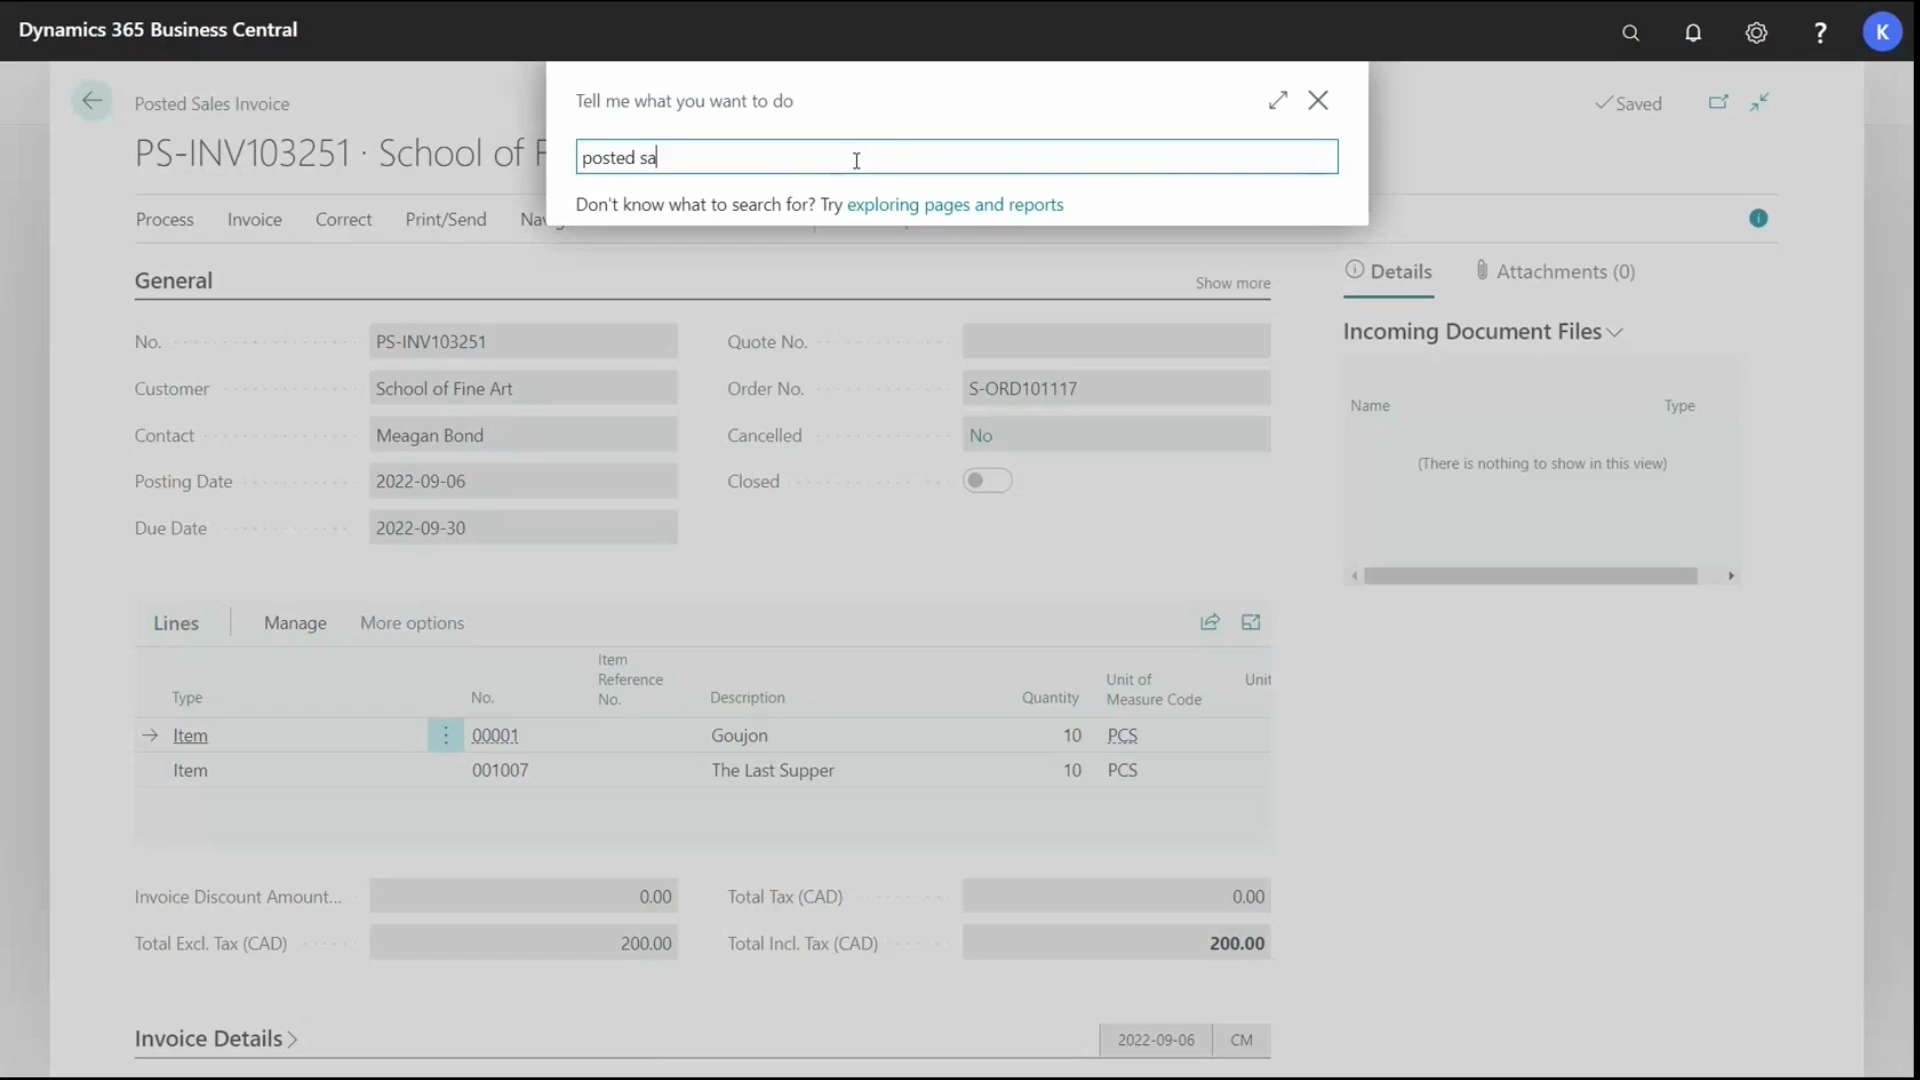 Dynamics 365 Business Central
K
Tell me what you want to do
posted sa
Don't know what to search for? Try exploring pages and reports
Posted Sales Invoice
Saved
PS-INV103251 · School of
Process
Invoice
Correct
Print/Send
General
Show more
No.
PS-INV103251
Quote No.
Customer
School of Fine Art
Order No.
S-ORD101117
Contact
Meagan Bond
Cancelled
No
Posting Date
2022-09-06
Closed
Due Date
2022-09-30
Details
Attachments (0)
Incoming Document Files
Name
Type
(There is nothing to show in this view)
Lines
Manage
More options
Type
No.
Item
Reference
No.
Description
Quantity
Unit of
Measure Code
Unit
Item
00001
Goujon
10
PCS
Item
001007
The Last Supper
10
PCS
Invoice Discount Amount...
0.00
Total Tax (CAD)
0.00
Total Excl. Tax (CAD)
200.00
Total Incl. Tax (CAD)
200.00
Invoice Details
2022-09-06
CM